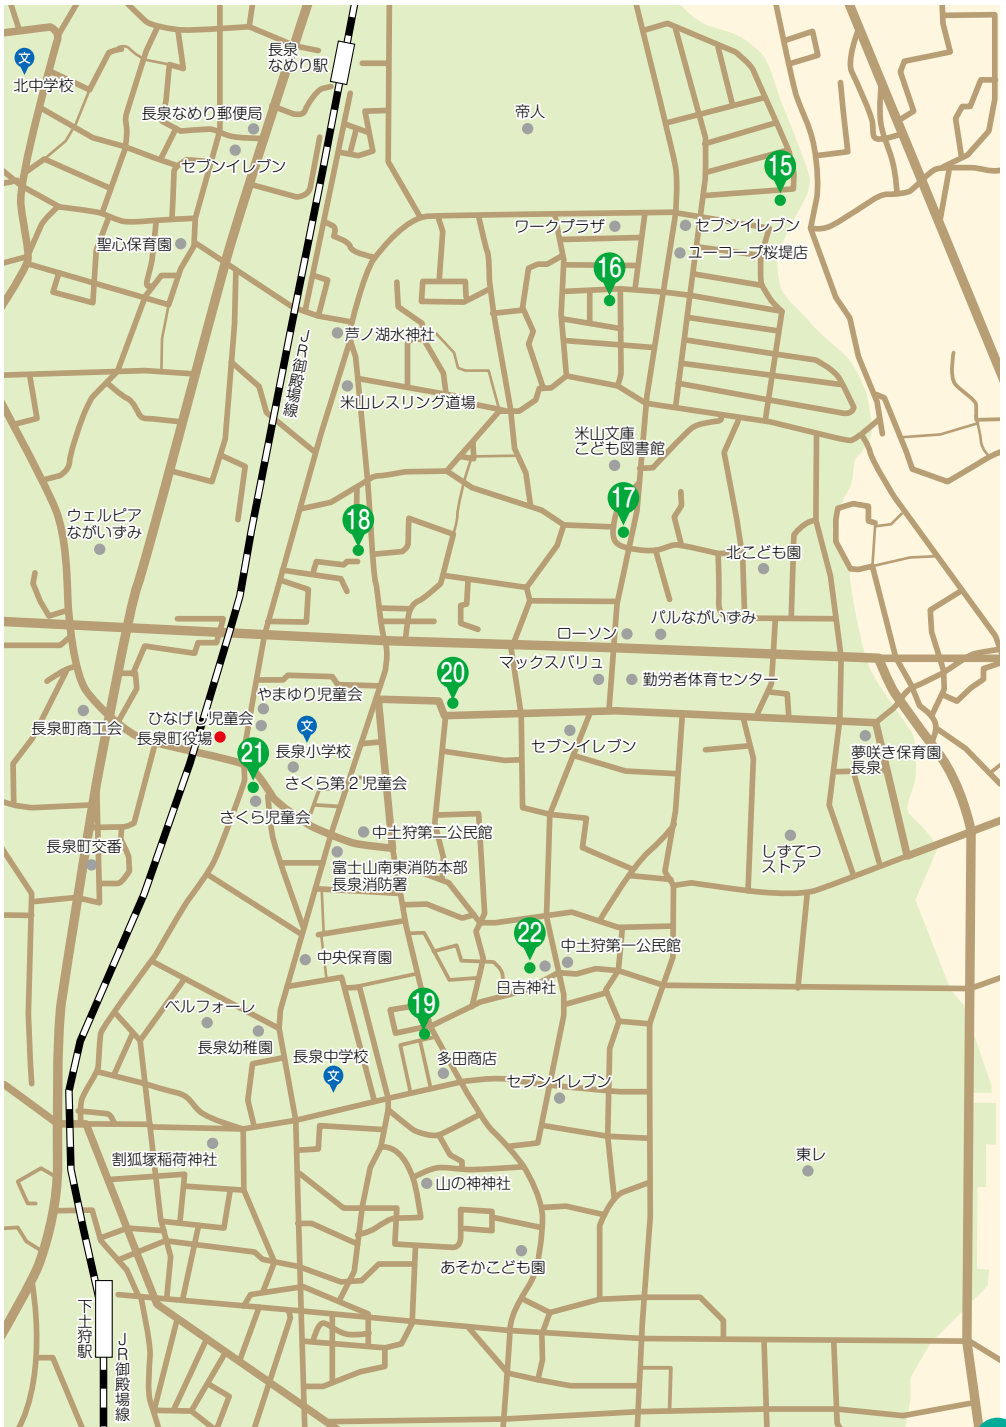 長泉
なめり駅
文
北中学校
長泉なめり郵便局
帝人
セブンイレブン
15
聖心保育園
ワークプラザ
セブンイレブン
ユーコープ桜堤店
16
芦ノ湖水神社
JR御殿場線
米山レスリング道場
米山文庫
こども図書館
17
18
ウェルピア
ながいずみ
北こども園
パルながいずみ
ローソン
マックスバリュ
20
勤労者体育センター
やまゆり児童会
ひなげし児童会
長泉町商工会
長泉町役場
文
長泉小学校
21
セブンイレブン
夢咲き保育園
長泉
さくら第2児童会
さくら児童会
中土狩第二公民館
長泉町交番
しずてつ
ストア
富士山南東消防本部
長泉消防署
22
中土狩第一公民館
中央保育園
日吉神社
19
ベルフォーレ
長泉幼稚園
長泉中学校
文
多田商店
セブンイレブン
割狐塚稲荷神社
東レ
山の神神社
あそかこども園
下土狩駅
JR御殿場線